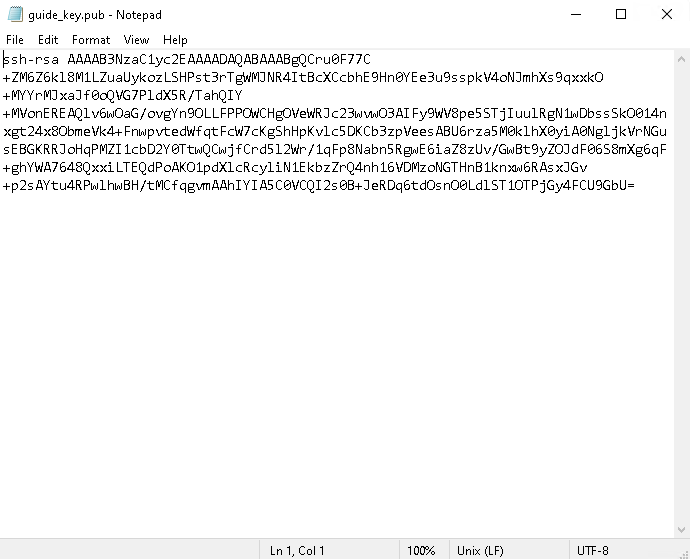 guide_key.pub - Notepad
File Edit Format View Help
ssh-rsa AAAAB3NzaC1yc2EAAAADAQABAAABgQCru0F77C
+ZM6Z6kl8M1LZuaUykozLSHPst3rTgWMJNR4ItBcXCcbhE9Hn0YEe3u9sspkV4oNJmhXs9qxxkO
+MYYrMJxaJf0oQVG7PldX5R/TahQIY
+MVonEREAQlv6wOaG/ovgYn9OLLFPPOWCHgOVeWRJc23wvwO3AIFy9WV8pe5STjIuulRgN1wDbssSkO014n
xgt24x8ObmeVk4+FnwpvtedWfqtFcW7cKgShHpKvlc5DKCb3zpVeesABU6rza5M0klhX0yiA0NgljkVrNGu
sEBGKRRJoHqPMZI1cbD2Y0TtwQCwjfCrd5l2Wr/1qFp8Nabn5RgwE6iaZ8zUv/GwBt9yZOJdF06S8mXg6qF
+ghYWA7648QxxiLTEQdPoAKO1pdXlcRcyliN1EkbzZrQ4nh16VDMzoNGTHnB1knxw6RAsxJGv
+p2sAYtu4RPwlhwBH/tMCfqgvmAAhIYIA5C0VCQI2s0B+JeRDq6tdOsnO0LdlST1OTPjGy4FCU9GbU=
Ln 1, Col 1 100% Unix (LF) UTF-8